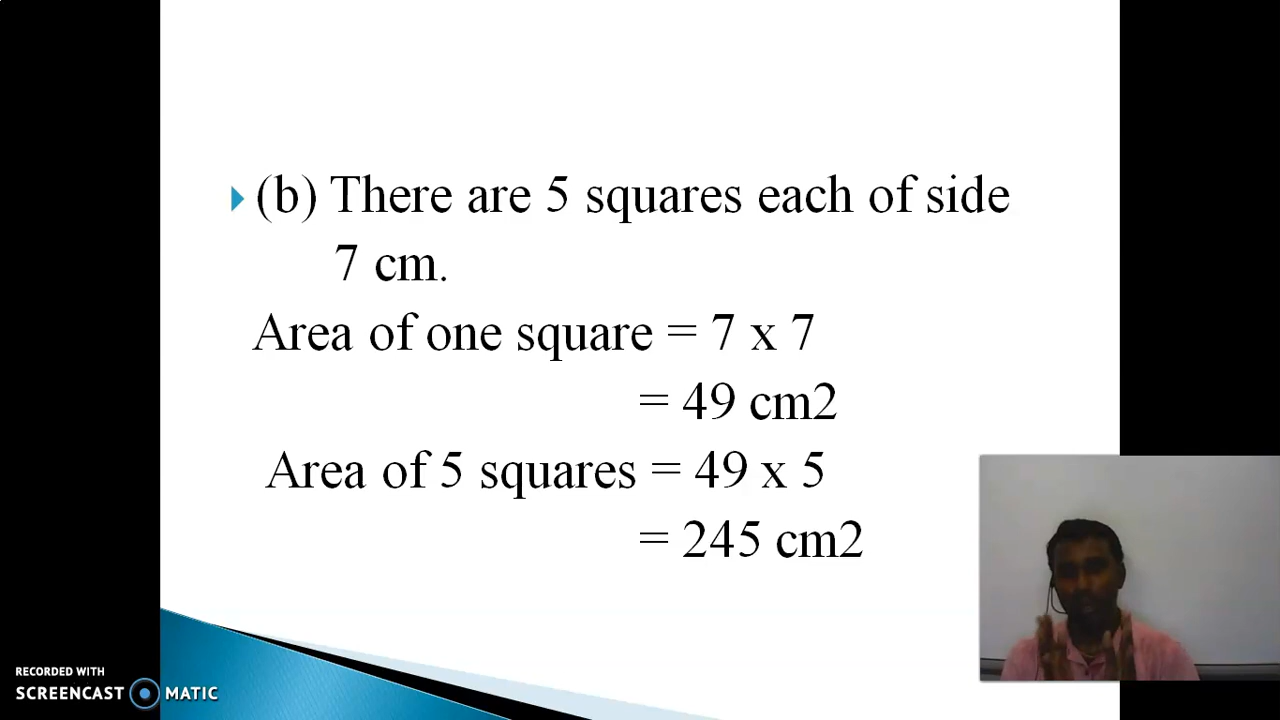 (b) There are 5 squares each of side
7 cm.
Area of one square = 7 x 7
= 49 cm2
Area of 5 squares = 49 x 5
= 245 cm2
RECORDED WITH
SCREENCAST MATIC